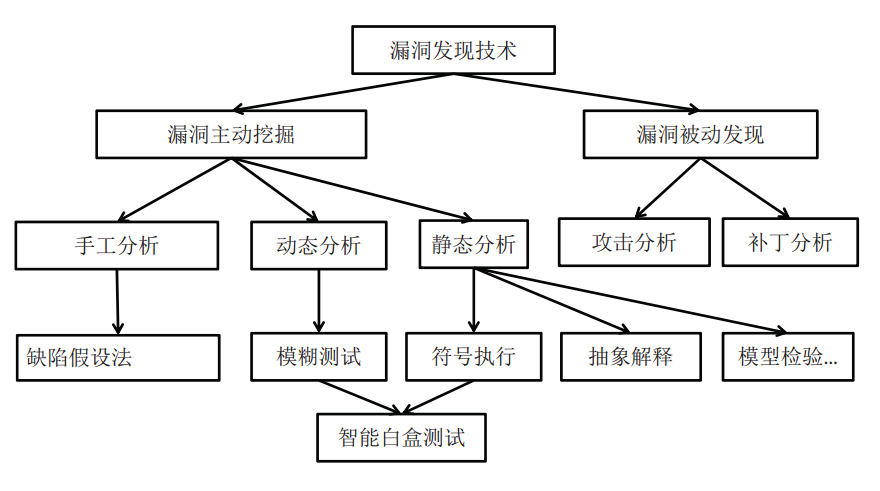 漏洞发现技术
漏洞主动挖掘
漏洞被动发现
手工分析
动态分析
静态分析
攻击分析
补丁分析
缺陷假设法
模糊测试
符号执行
抽象解释
模型检验...
智能白盒测试